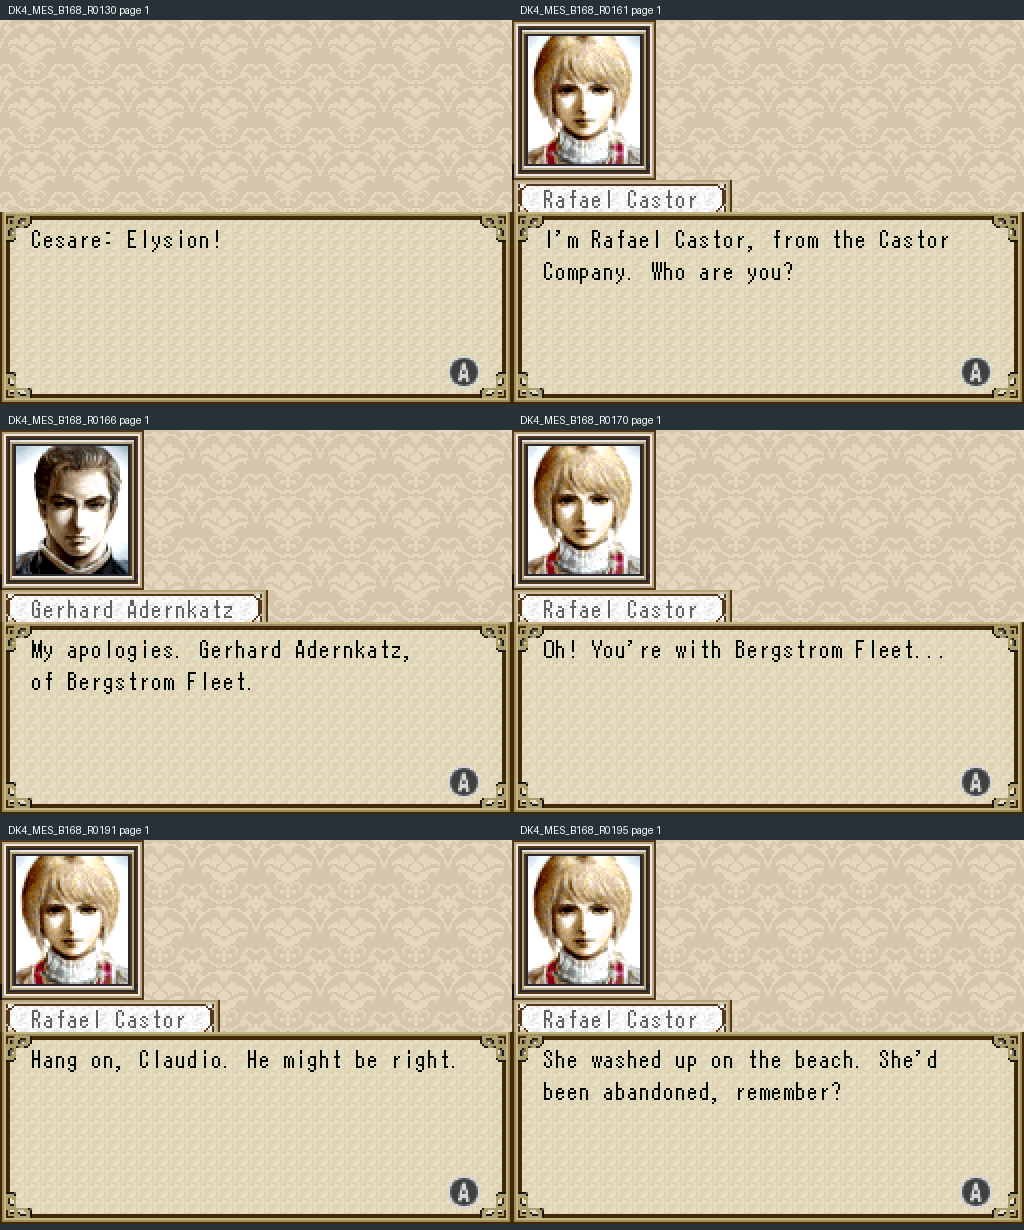 DK4_MES_B168_R0130 page 1
Cesare: Elysion!
A
DK4_MES_B168_R0161 page 1
Rafael Castor
I'm Rafael Castor, from the Castor
Company. Who are you?
A
DK4_MES_B168_R0166 page 1
Gerhard Adernkatz
My apologies. Gerhard Adernkatz,
of Bergstrom Fleet.
A
DK4_MES_B168_R0170 page 1
Rafael Castor
Oh! You're with Bergstrom Fleet...
A
DK4_MES_B168_R0191 page 1
Rafael Castor
Hang on, Claudio. He might be right.
A
DK4_MES_B168_R0195 page 1
Rafael Castor
She washed up on the beach. She'd
been abandoned, remember?
A